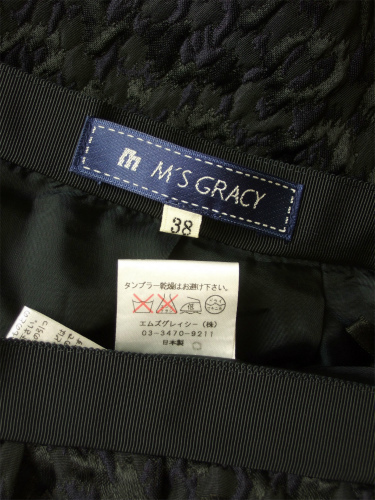 M'S GRACY
38
タンブラー乾燥はお避け下さい。
エムズグレイシー（株）
03-3470-9211
日本製